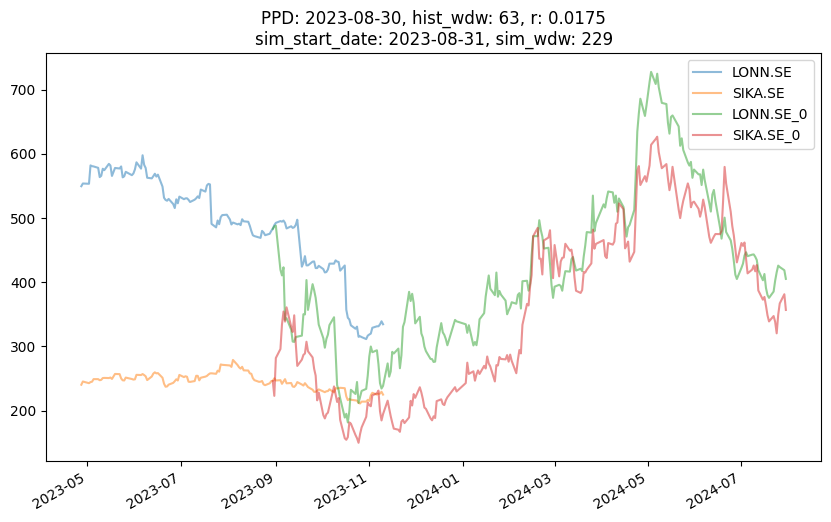 PPD: 2023-08-30, hist_wdw: 63, r: 0.0175
sim_start_date: 2023-08-31, sim_wdw: 229
LONN.SE
SIKA.SE
LONN.SE_0
SIKA.SE_0
700
600
500
400
300
200
2023-05
2023-07
2023-09
2023-11
2024-01
2024-03
2024-05
2024-07